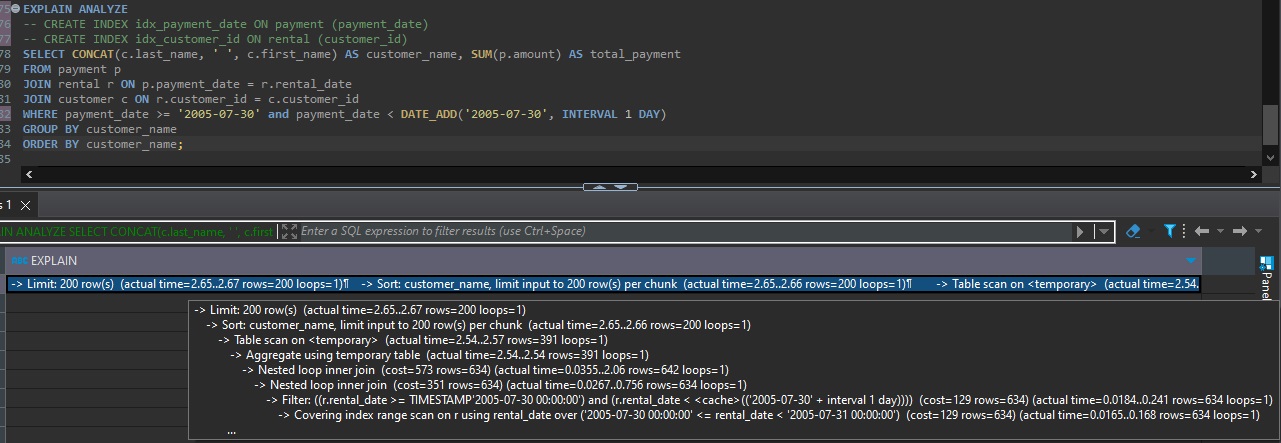 75 EXPLAIN ANALYZE
76 -- CREATE INDEX idx_payment_date ON payment (payment_date)
77 -- CREATE INDEX idx_customer_id ON rental (customer_id)
78 SELECT CONCAT(c.last_name, ' ', c.first_name) AS customer_name, SUM(p.amount) AS total_payment
79 FROM payment p
80 JOIN rental r ON p.payment_date = r.rental_date
81 JOIN customer c ON r.customer_id = c.customer_id
82 WHERE payment_date >= '2005-07-30' and payment_date < DATE_ADD('2005-07-30', INTERVAL 1 DAY)
83 GROUP BY customer_name
84 ORDER BY customer_name;
85
s 1
IN ANALYZE SELECT CONCAT(c.last_name, ' ', c.first Enter a SQL expression to filter results (use Ctrl+Space)
ABC EXPLAIN
Panel
-> Limit: 200 row(s) (actual time=2.65..2.67 rows=200 loops=1)¶ -> Sort: customer_name, limit input to 200 row(s) per chunk (actual time=2.65..2.66 rows=200 loops=1)¶ -> Table scan on <temporary> (actual time=2.54..
-> Limit: 200 row(s) (actual time=2.65..2.67 rows=200 loops=1)
-> Sort: customer_name, limit input to 200 row(s) per chunk (actual time=2.65..2.66 rows=200 loops=1)
-> Table scan on <temporary> (actual time=2.54..2.57 rows=391 loops=1)
-> Aggregate using temporary table (actual time=2.54..2.54 rows=391 loops=1)
-> Nested loop inner join (cost=573 rows=634) (actual time=0.0355..2.06 rows=642 loops=1)
-> Nested loop inner join (cost=351 rows=634) (actual time=0.0267..0.756 rows=634 loops=1)
-> Filter: ((r.rental_date >= TIMESTAMP'2005-07-30 00:00:00') and (r.rental_date < <cache>(('2005-07-30' + interval 1 day)))) (cost=129 rows=634) (actual time=0.0184..0.241 rows=634 loops=1)
-> Covering index range scan on r using rental_date over ('2005-07-30 00:00:00' <= rental_date < '2005-07-31 00:00:00') (cost=129 rows=634) (actual time=0.0165..0.168 rows=634 loops=1)
...